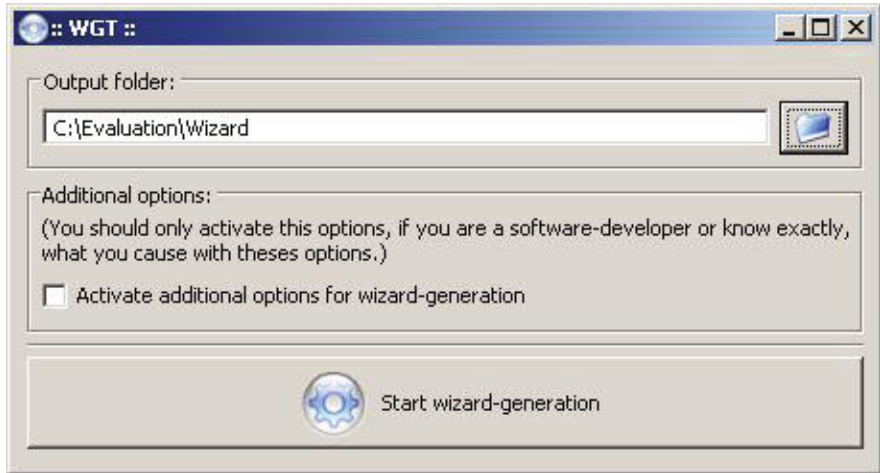 :: WGT ::
Output folder:
C:\Evaluation\Wizard
Additional options:
(You should only activate this options, if you are a software-developer or know exactly,
what you cause with theses options.)
Activate additional options for wizard-generation
Start wizard-generation